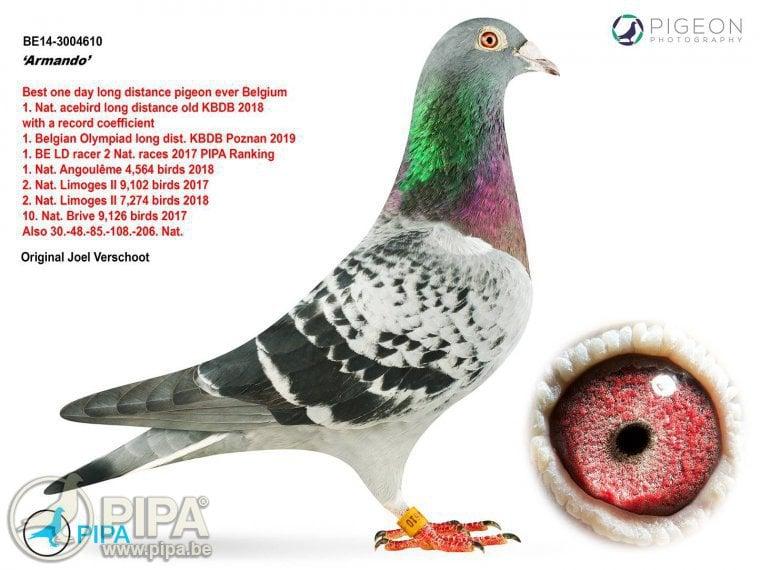 BE14-3004610
‘Armando’
Best one day long distance pigeon ever Belgium
1. Nat. acebird long distance old KBDB 2018
with a record coefficient
1. Belgian Olympiad long dist. KBDB Poznan 2019
1. BE LD racer 2 Nat. races 2017 PIPA Ranking
1. Nat. Angoulême 4,564 birds 2018
2. Nat. Limoges II 9,102 birds 2017
2. Nat. Limoges II 7,274 birds 2018
10. Nat. Brive 9,126 birds 2017
Also 30.-48.-85.-108.-206. Nat.
Original Joel Verschoot
PIGEON
PHOTOGRAPHY
PIPA®
PIPA
www.pipa.be